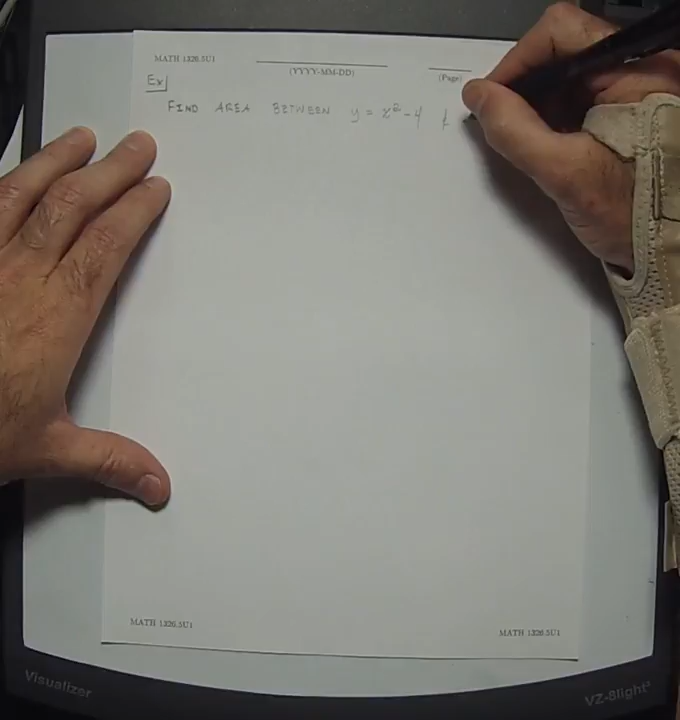 MATH 1326.5U1
(YYYY-MM-DD)
(Page)
Ex
FIND AREA BETWEEN y = x² - 4 &
MATH 1326.5U1
MATH 1326.5U1
Visualizer
VZ-8light³